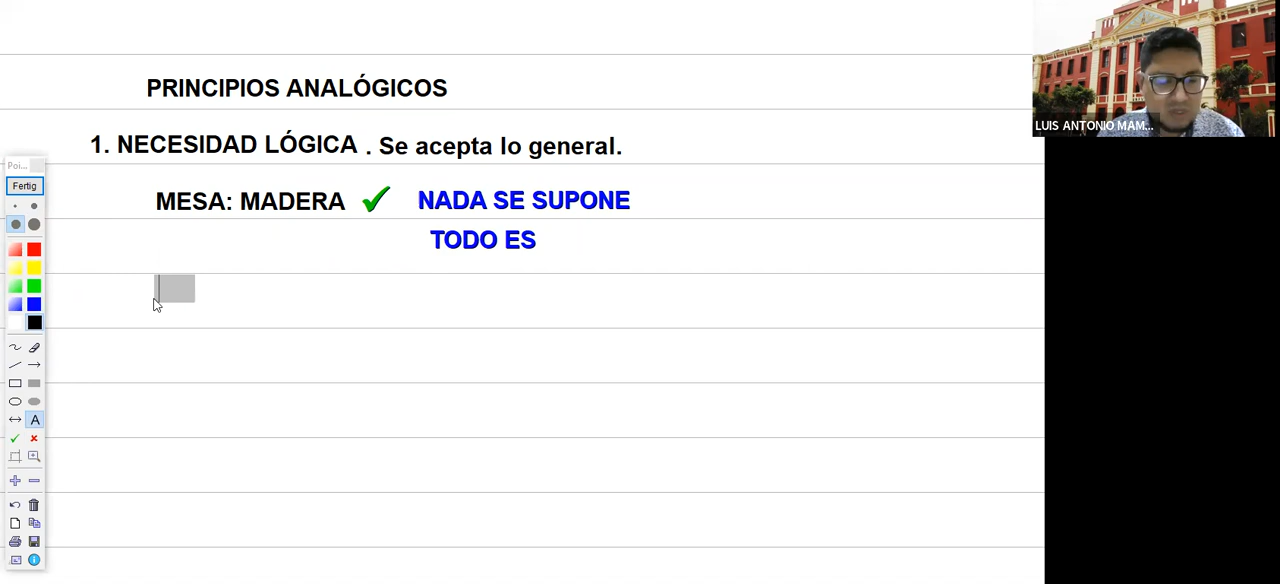 PRINCIPIOS ANALÓGICOS
1. NECESIDAD LÓGICA . Se acepta lo general.
MESA: MADERA ✓ NADA SE SUPONE
TODO ES
Poi...
Fertig
A
LUIS ANTONIO MAM...